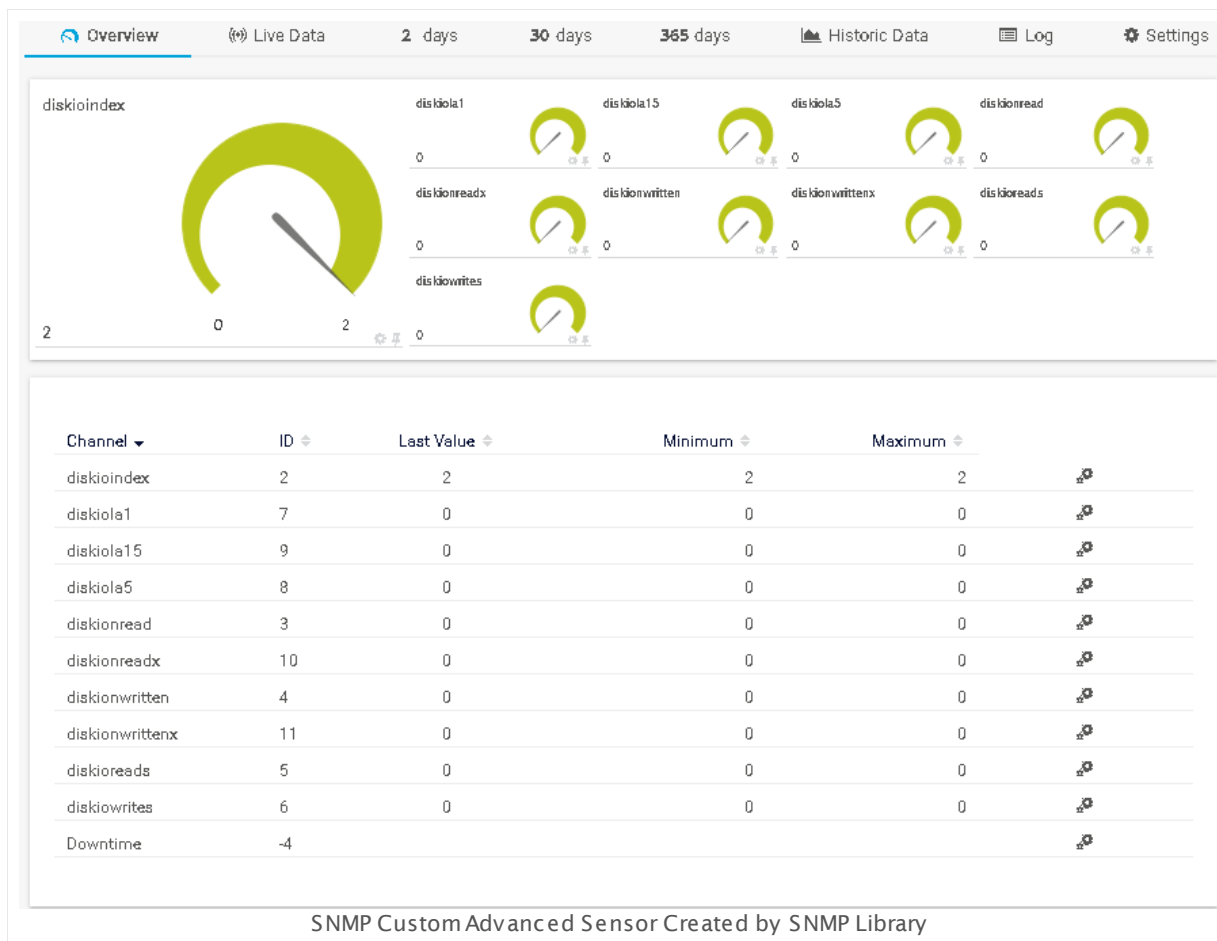 Overview Live Data 2 days 30 days 365 days Historic Data Log Settings
diskioindex
2
0 2
diskiola1
0
diskiola15
0
diskiola5
0
diskionread
0
diskionreadx
0
diskionwritten
0
diskionwrittenx
0
diskioreads
0
diskiowrites
0
Channel ID Last Value Minimum Maximum
diskioindex 2 2 2 2
diskiola1 7 0 0 0
diskiola15 9 0 0 0
diskiola5 8 0 0 0
diskionread 3 0 0 0
diskionreadx 10 0 0 0
diskionwritten 4 0 0 0
diskionwrittenx 11 0 0 0
diskioreads 5 0 0 0
diskiowrites 6 0 0 0
Downtime -4
SNMP Custom Advanced Sensor Created by SNMP Library